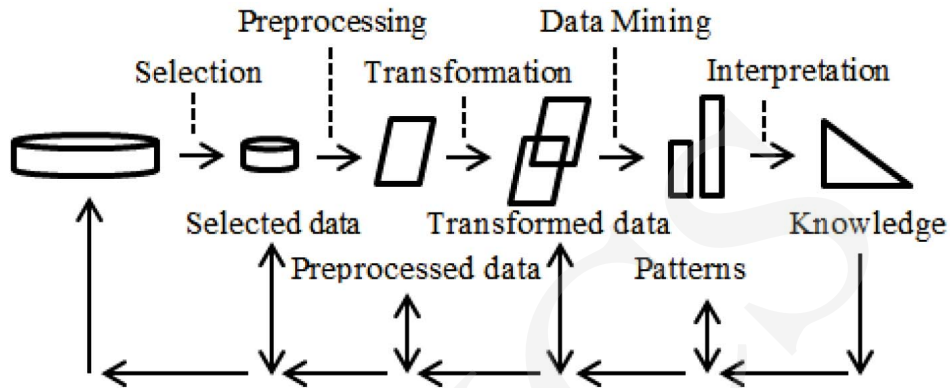 Preprocessing
Data Mining
Selection
Transformation
Interpretation
Selected data
Transformed data
Knowledge
Preprocessed data
Patterns